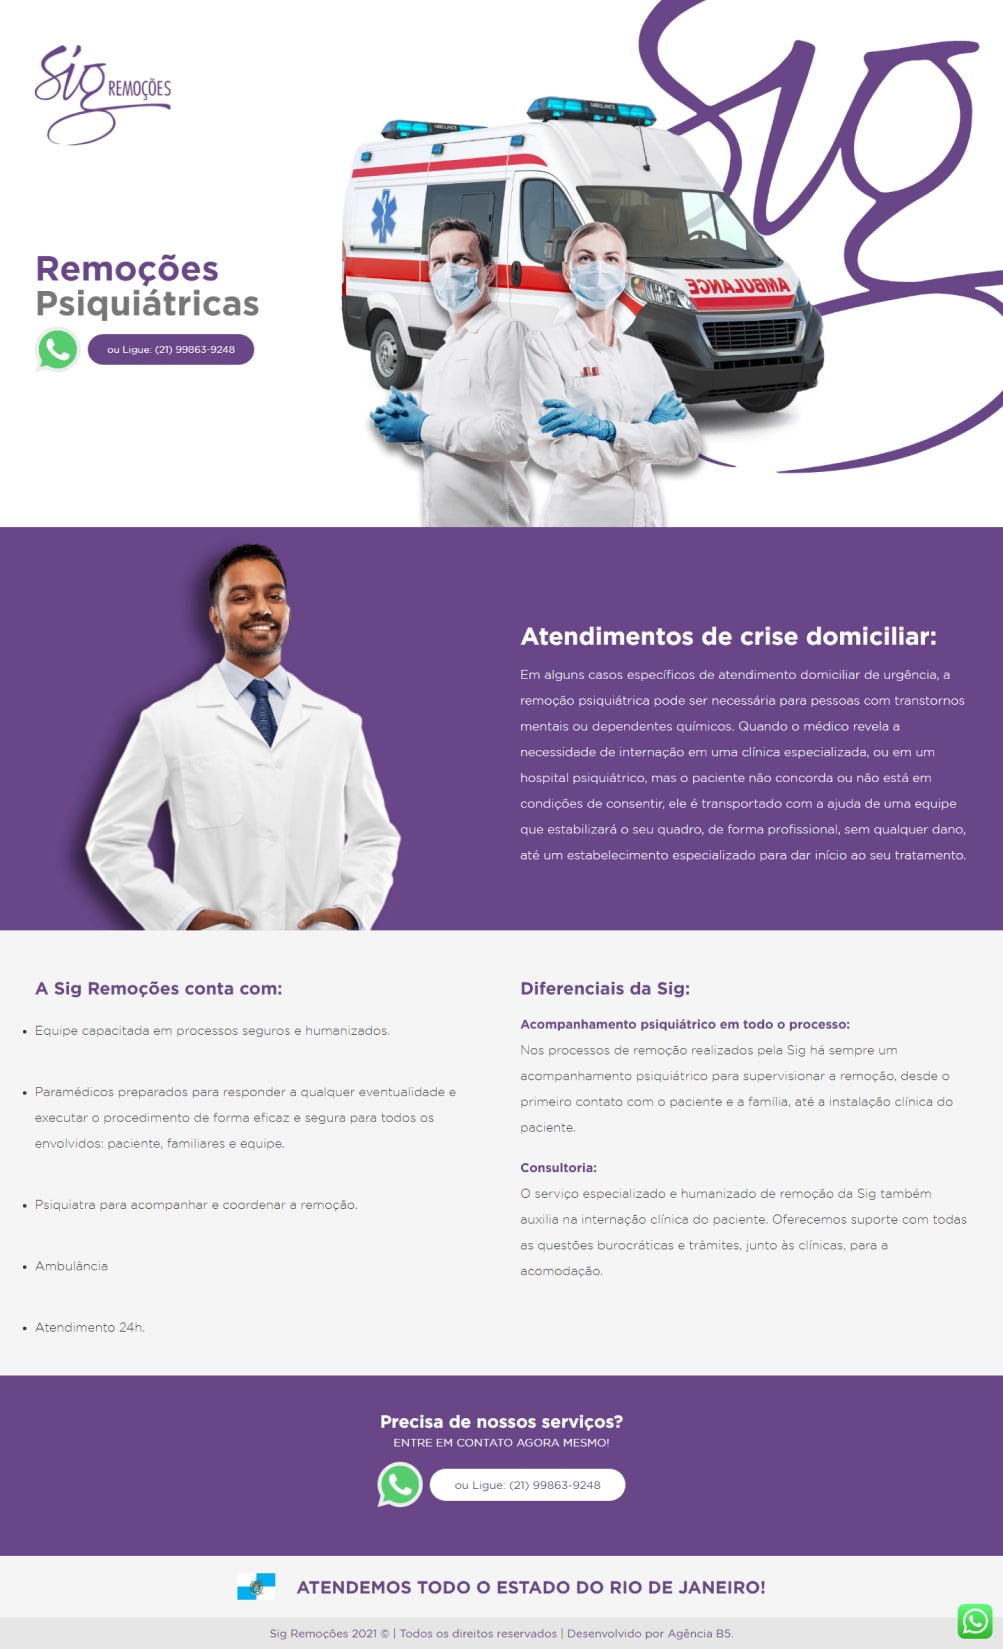 Sig REMOÇÕES
Sig
AMBULANCE
AMBULANCE
AMBULANCE
Remoções
Psiquiátricas
ou Ligue: (21) 99863-9248
Atendimentos de crise domiciliar:
Em alguns casos específicos de atendimento domiciliar de urgência, a
remoção psiquiátrica pode ser necessária para pessoas com transtornos
mentais ou dependentes químicos. Quando o médico revela a
necessidade de internação em uma clínica especializada, ou em um
hospital psiquiátrico, mas o paciente não concorda ou não está em
condições de consentir, ele é transportado com a ajuda de uma equipe
que estabilizará o seu quadro, de forma profissional, sem qualquer dano,
até um estabelecimento especializado para dar início ao seu tratamento.
A Sig Remoções conta com:
• Equipe capacitada em processos seguros e humanizados.
• Paramédicos preparados para responder a qualquer eventualidade e
executar o procedimento de forma eficaz e segura para todos os
envolvidos: paciente, familiares e equipe.
• Psiquiatra para acompanhar e coordenar a remoção.
• Ambulância
• Atendimento 24h.
Diferenciais da Sig:
Acompanhamento psiquiátrico em todo o processo:
Nos processos de remoção realizados pela Sig há sempre um
acompanhamento psiquiátrico para supervisionar a remoção, desde o
primeiro contato com o paciente e a família, até a instalação clínica do
paciente.
Consultoria:
O serviço especializado e humanizado de remoção da Sig também
auxilia na internação clínica do paciente. Oferecemos suporte com todas
as questões burocráticas e trâmites, junto às clínicas, para a
acomodação.
Precisa de nossos serviços?
ENTRE EM CONTATO AGORA MESMO!
ou Ligue: (21) 99863-9248
ATENDEMOS TODO O ESTADO DO RIO DE JANEIRO!
Sig Remoções 2021 © | Todos os direitos reservados | Desenvolvido por Agência B5.